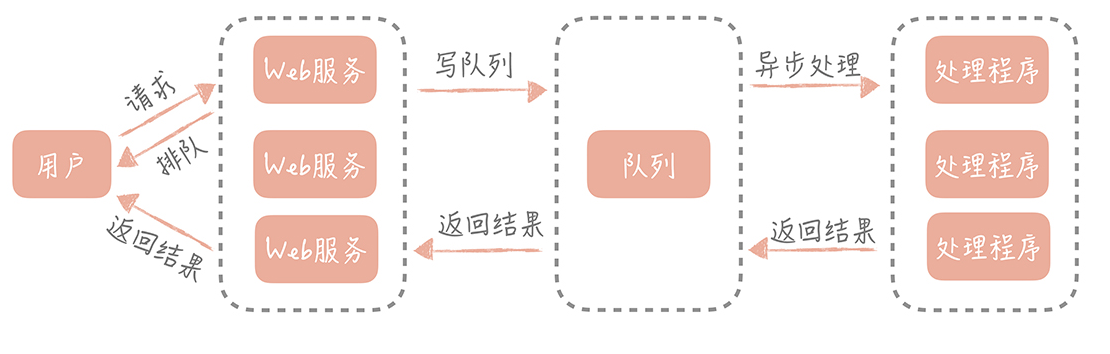 用户
请求
排队
返回结果
Web服务
Web服务
Web服务
写队列
返回结果
队列
异步处理
返回结果
处理程序
处理程序
处理程序